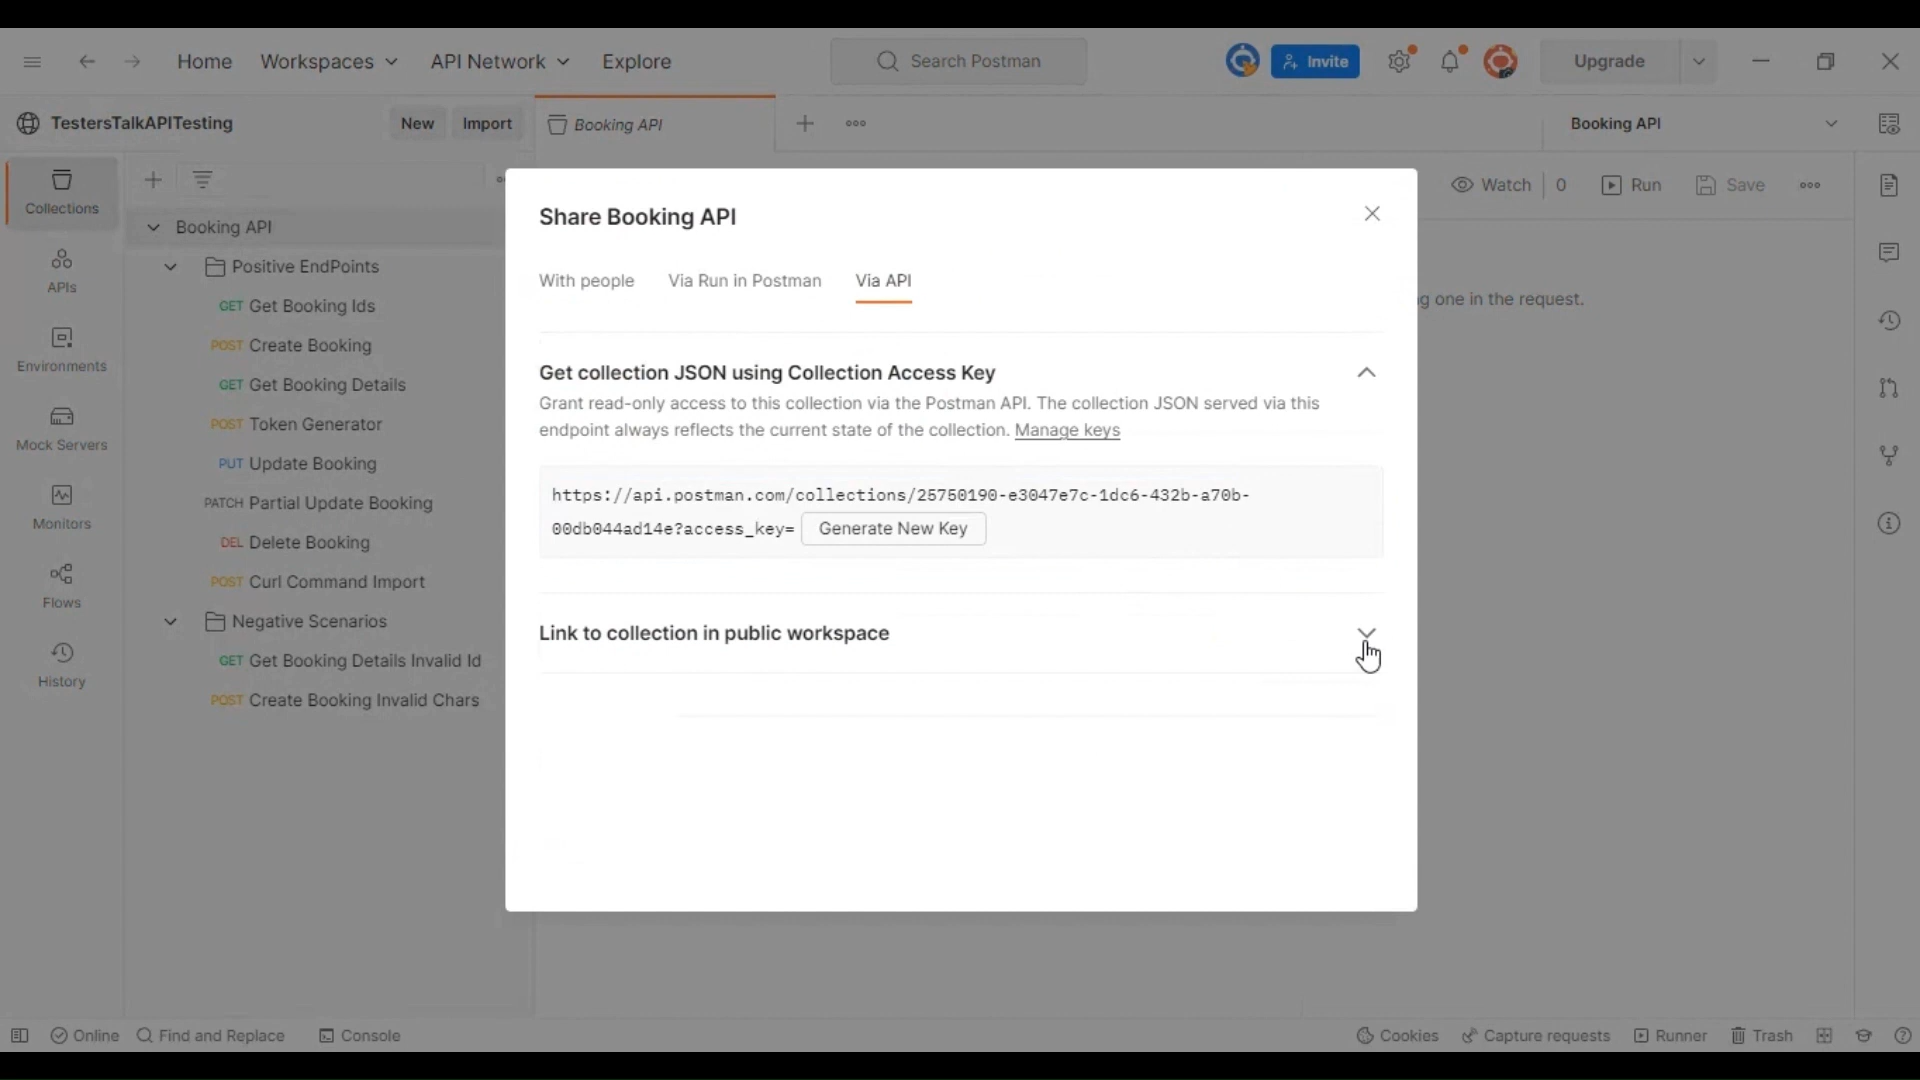 Home
Workspaces
API Network
Explore
Search Postman
Invite
Upgrade
TestersTalkAPITesting
New
Import
Booking API
Booking API
Collections
APIs
Environments
Mock Servers
Monitors
Flows
History
Booking API
Positive EndPoints
GET Get Booking Ids
POST Create Booking
GET Get Booking Details
POST Token Generator
PUT Update Booking
PATCH Partial Update Booking
DEL Delete Booking
POST Curl Command Import
Negative Scenarios
GET Get Booking Details Invalid Id
POST Create Booking Invalid Chars
Watch 0
Run
Save
one in the request.
Share Booking API
With people
Via Run in Postman
Via API
Get collection JSON using Collection Access Key
Grant read-only access to this collection via the Postman API. The collection JSON served via this
endpoint always reflects the current state of the collection. Manage keys
https://api.postman.com/collections/25750190-e3047e7c-1dc6-432b-a70b-
00db044ad14e?access_key= Generate New Key
Link to collection in public workspace
Online
Find and Replace
Console
Cookies
Capture requests
Runner
Trash